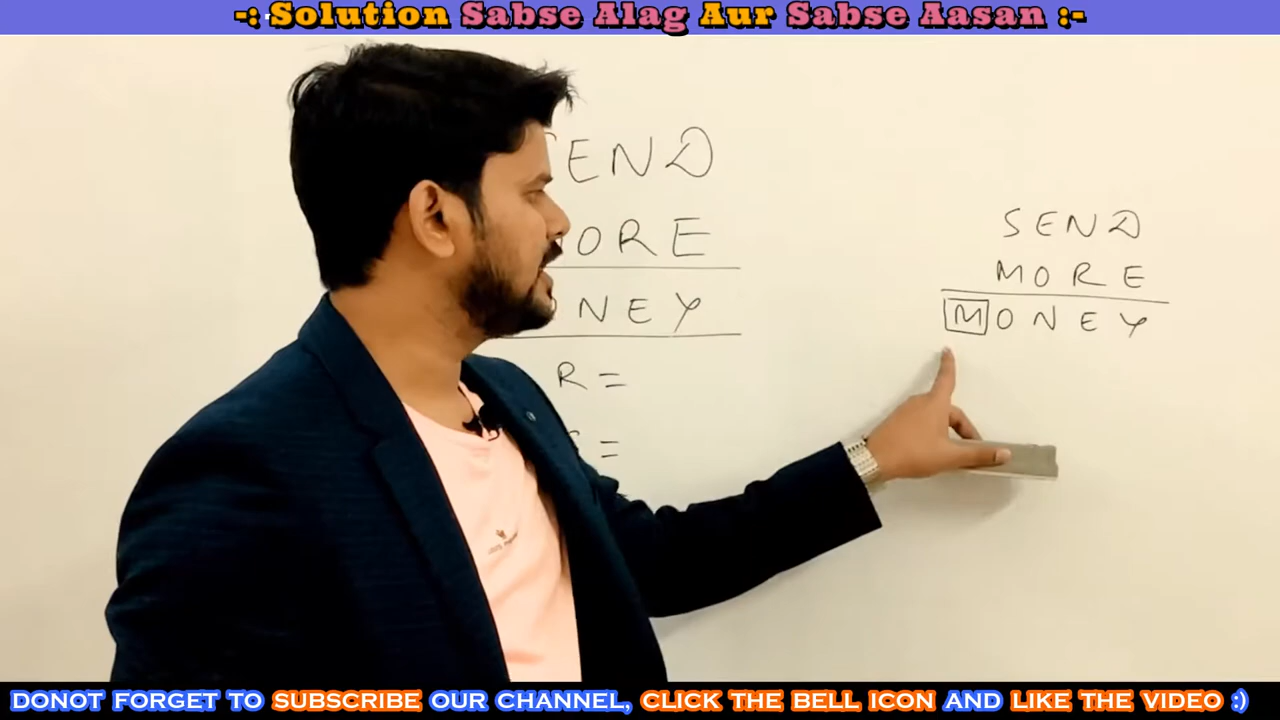 -: Solution Sabse Alag Aur Sabse Aasan :-
END
ORE
NEY
R =
=
SEND
MORE
MONEY
DONOT FORGET TO SUBSCRIBE OUR CHANNEL, CLICK THE BELL ICON AND LIKE THE VIDEO :)